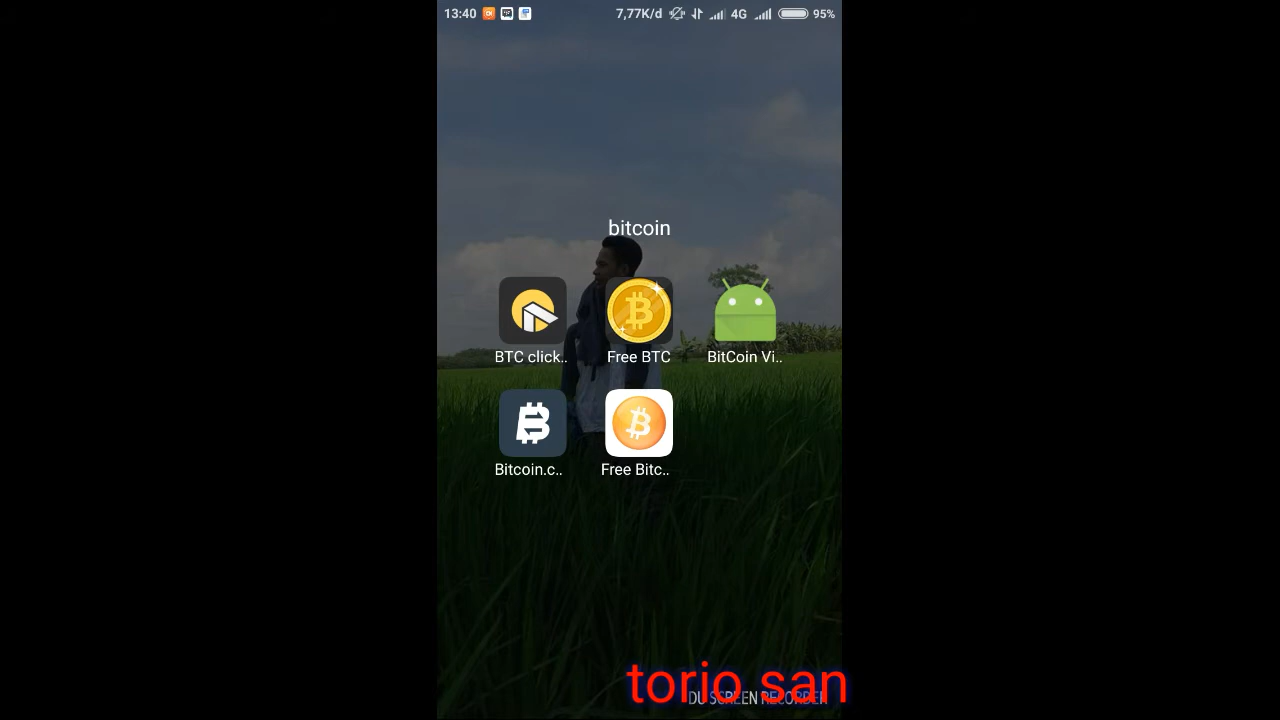 13:40 7,77K/d 4G 95%
bitcoin
BTC click.. Free BTC BitCoin Vi..
Bitcoin.c.. Free Bitc..
torio san
DU SCREEN RECORDER